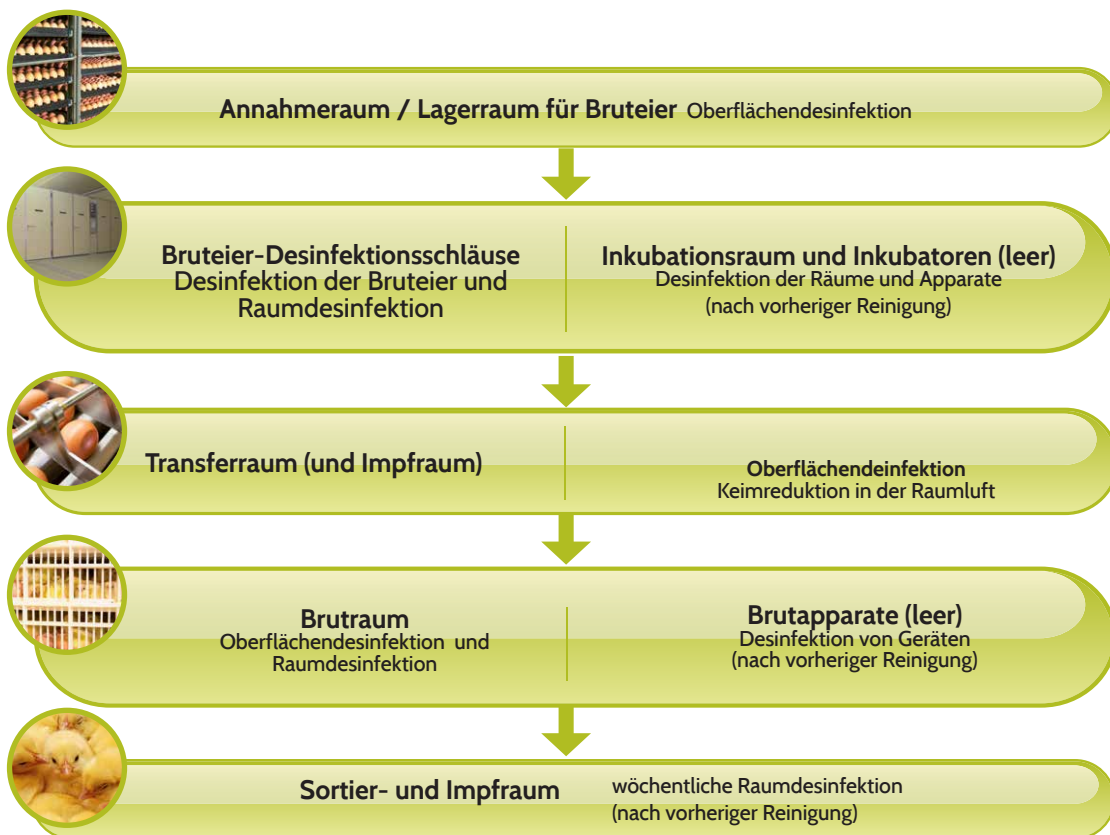 Annahmeraum / Lagerraum für Bruteier Oberflächendesinfektion
Bruteier-Desinfektionsschläuse
Desinfektion der Bruteier und
Raumdesinfektion
Inkubationsraum und Inkubatoren (leer)
Desinfektion der Räume und Apparate
(nach vorheriger Reinigung)
Transferraum (und Impfraum)
Oberflächendeinfektion
Keimreduktion in der Raumluft
Brutraum
Oberflächendesinfektion und
Raumdesinfektion
Brutapparate (leer)
Desinfektion von Geräten
(nach vorheriger Reinigung)
Sortier- und Impfraum
wöchentliche Raumdesinfektion
(nach vorheriger Reinigung)